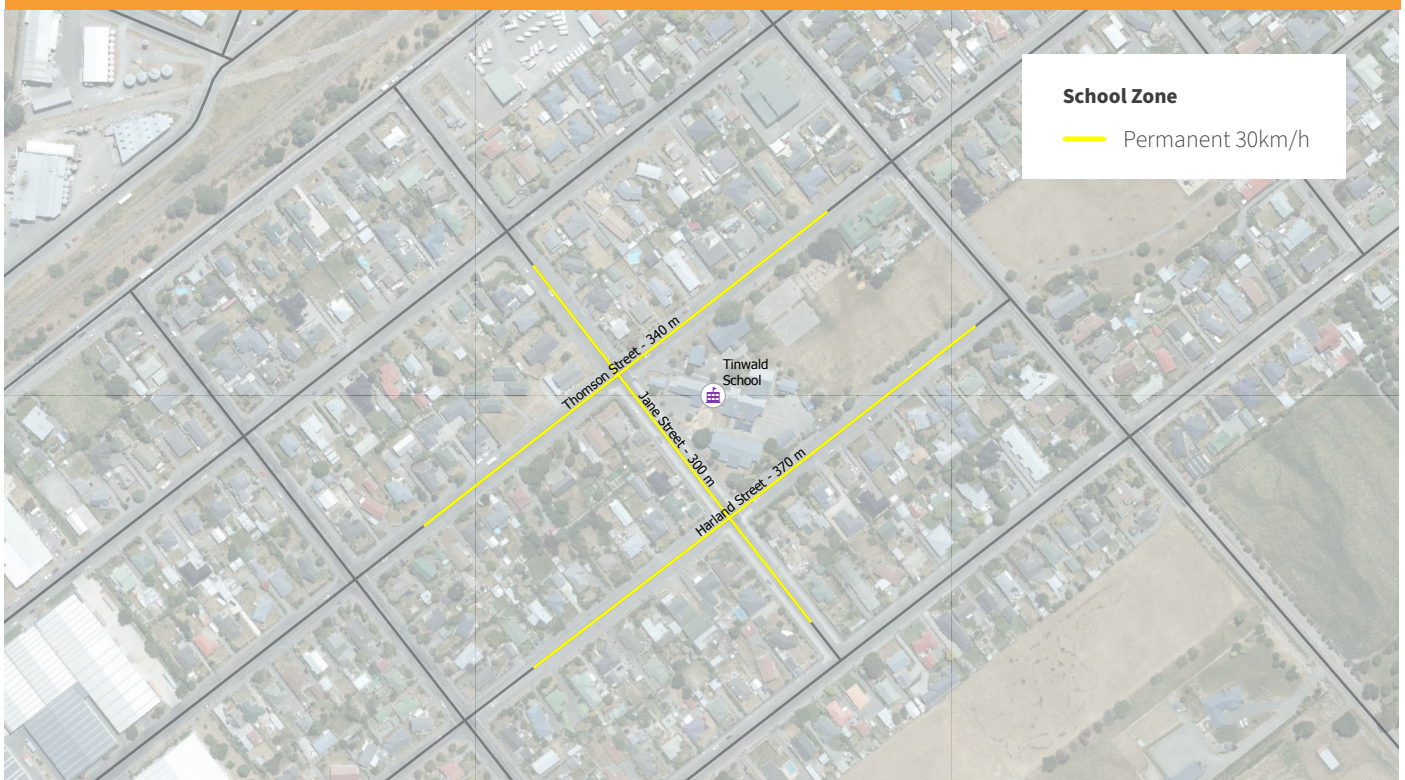 School Zone
Permanent 30km/h
Thomson Street - 340 m
Tinwald
School
Jane Street - 300 m
Harland Street - 370 m